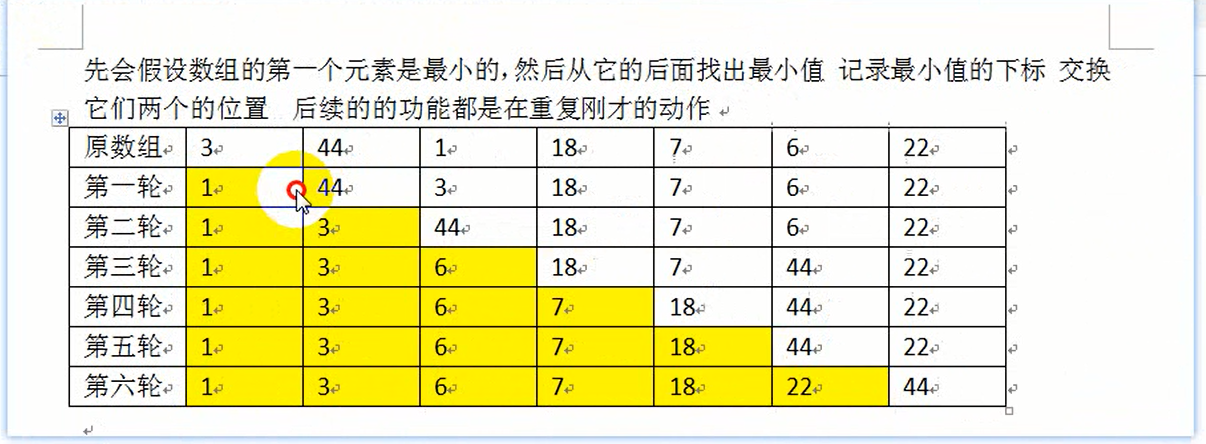 先会假设数组的第一个元素是最小的,然后从它的后面找出最小值 记录最小值的下标 交换
它们两个的位置 后续的的功能都是在重复刚才的动作
原数组 3 44 1 18 7 6 22
第一轮 1 44 3 18 7 6 22
第二轮 1 3 44 18 7 6 22
第三轮 1 3 6 18 7 44 22
第四轮 1 3 6 7 18 44 22
第五轮 1 3 6 7 18 44 22
第六轮 1 3 6 7 18 22 44